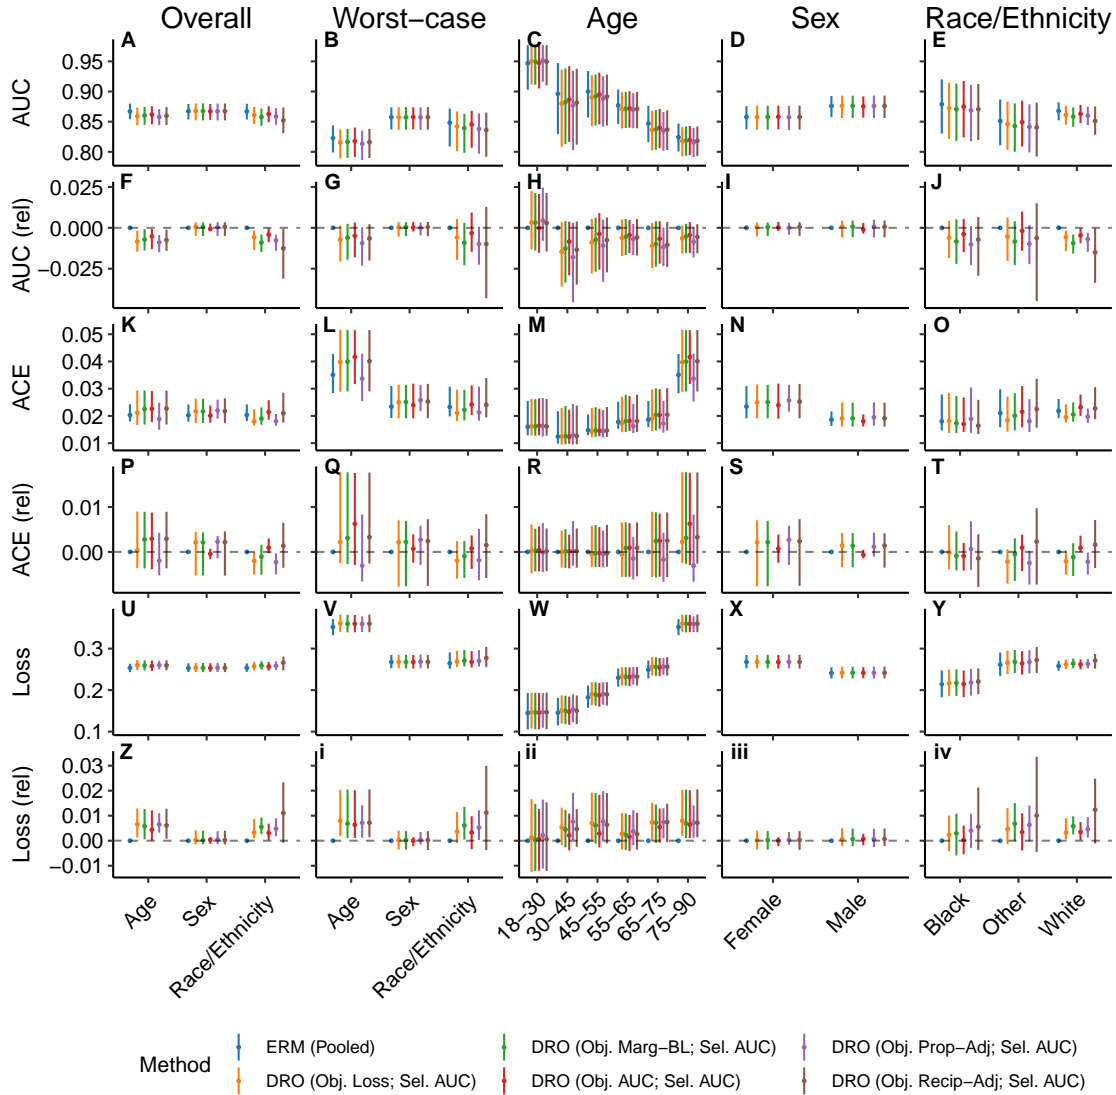 Overall Worst−case Age Sex Race/Ethnicity
A B C D E
AUC
0.95
0.90
0.85
0.80
F G H I J
AUC (rel)
0.025
0.000
−0.025
K L M N O
ACE
0.05
0.04
0.03
0.02
0.01
P Q R S T
ACE (rel)
0.01
0.00
U V W X Y
Loss
0.3
0.2
0.1
Z i ii iii iv
Loss (rel)
0.03
0.02
0.01
0.00
−0.01
Age Sex Race/Ethnicity Age Sex Race/Ethnicity 18−30 30−45 45−55 55−65 65−75 75−90 Female Male Black Other White
Method
ERM (Pooled) DRO (Obj. Marg−BL; Sel. AUC) DRO (Obj. Prop−Adj; Sel. AUC)
DRO (Obj. Loss; Sel. AUC) DRO (Obj. AUC; Sel. AUC) DRO (Obj. Recip−Adj; Sel. AUC)